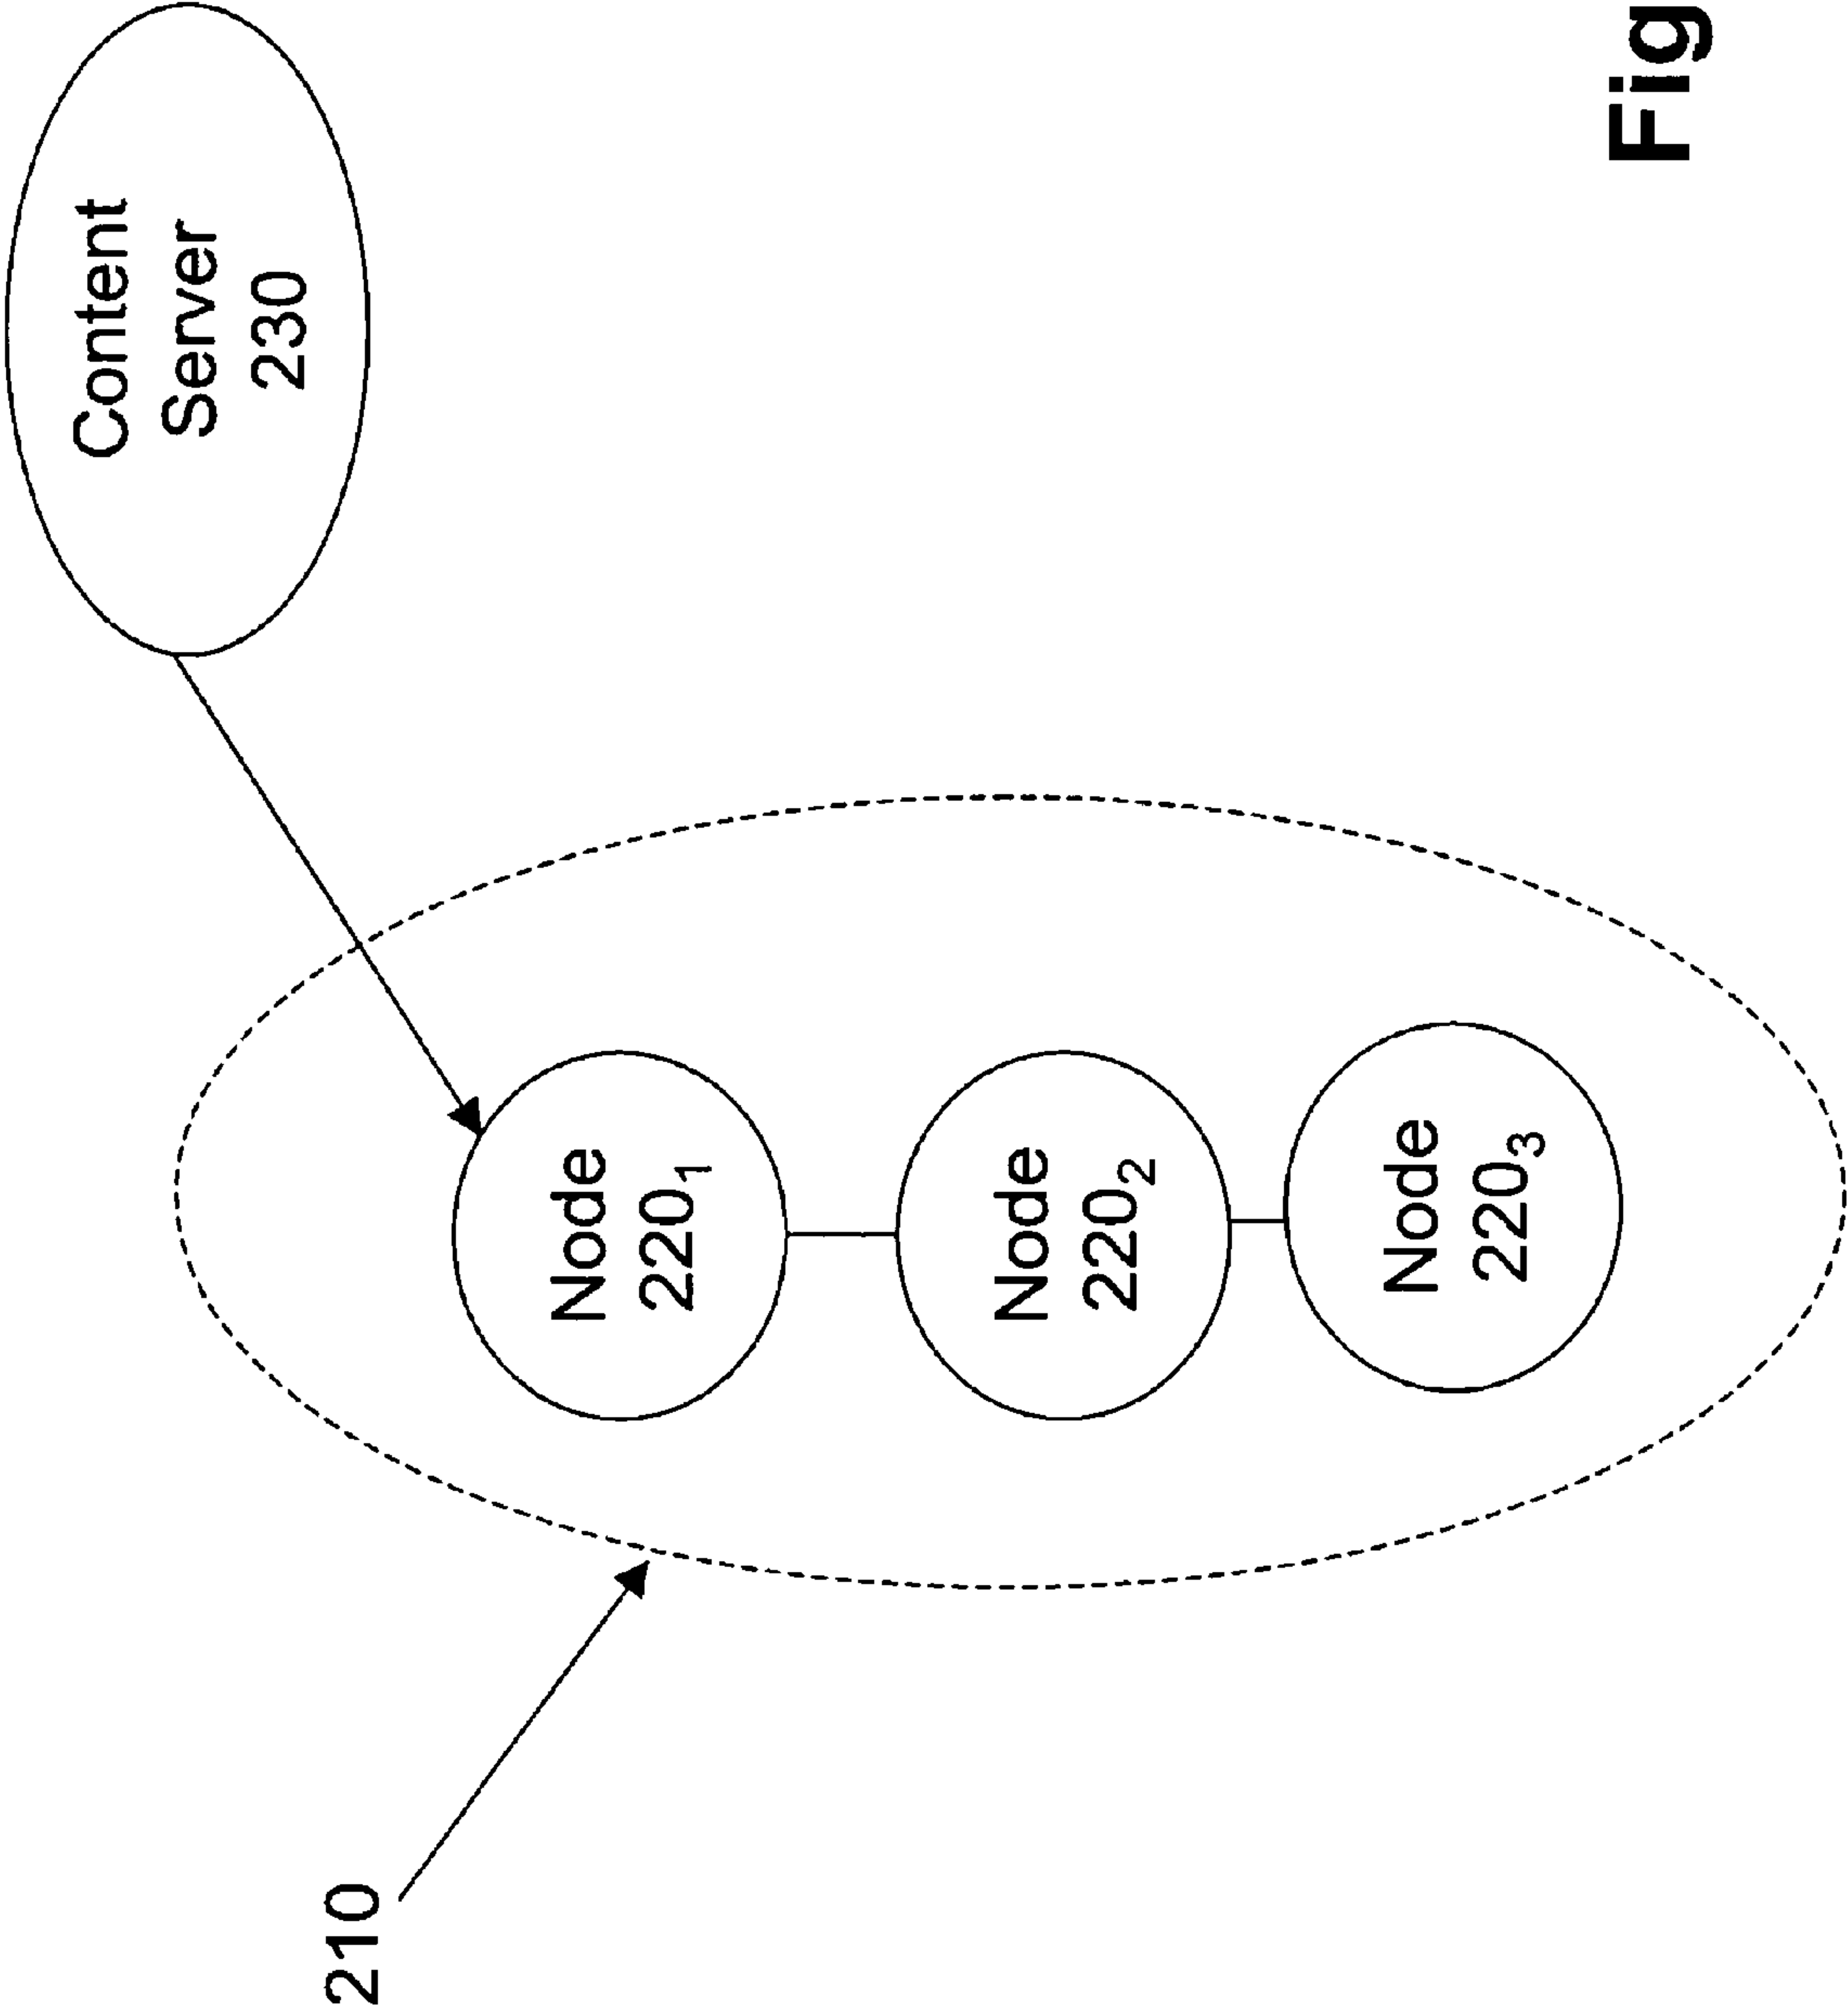 Content
Server
230
210
Node
220₁
Node
220₂
Node
220₃
Fig